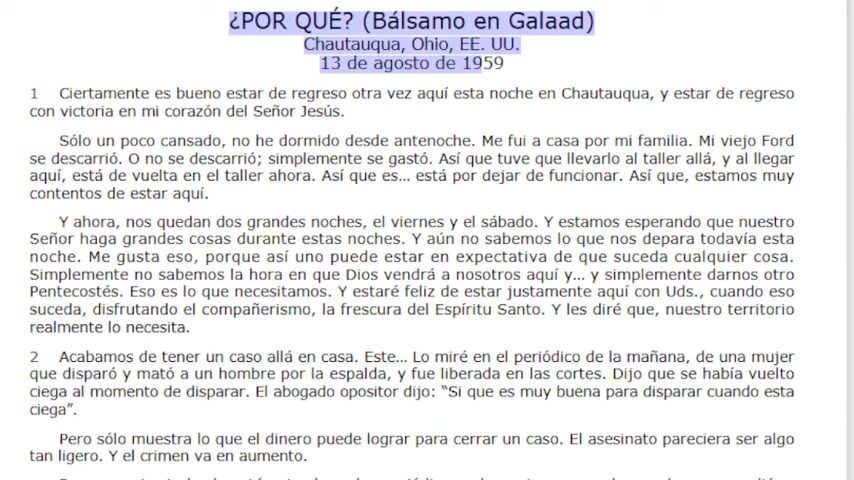 ¿POR QUÉ? (Bálsamo en Galaad)
Chautauqua, Ohio, EE. UU.
13 de agosto de 1959
1 Ciertamente es bueno estar de regreso otra vez aquí esta noche en Chautauqua, y estar de regreso
con victoria en mi corazón del Señor Jesús.
Sólo un poco cansado, no he dormido desde antenoche. Me fui a casa por mi familia. Mi viejo Ford
se descarrió. O no se descarrió; simplemente se gastó. Así que tuve que llevarlo al taller allá, y al llegar
aquí, está de vuelta en el taller ahora. Así que es... está por dejar de funcionar. Así que, estamos muy
contentos de estar aquí.
Y ahora, nos quedan dos grandes noches, el viernes y el sábado. Y estamos esperando que nuestro
Señor haga grandes cosas durante estas noches. Y aún no sabemos lo que nos depara todavía esta
noche. Me gusta eso, porque así uno puede estar en expectativa de que suceda cualquier cosa.
Simplemente no sabemos la hora en que Dios vendrá a nosotros aquí y... y simplemente darnos otro
Pentecostés. Eso es lo que necesitamos. Y estaré feliz de estar justamente aquí con Uds., cuando eso
suceda, disfrutando el compañerismo, la frescura del Espíritu Santo. Y les diré que, nuestro territorio
realmente lo necesita.
2 Acabamos de tener un caso allá en casa. Este... Lo miré en el periódico de la mañana, de una mujer
que disparó y mató a un hombre por la espalda, y fue liberada en las cortes. Dijo que se había vuelto
ciega al momento de disparar. El abogado opositor dijo: “Si que es muy buena para disparar cuando esta
ciega”.
Pero sólo muestra lo que el dinero puede lograr para cerrar un caso. El asesinato pareciera ser algo
tan ligero. Y el crimen va en aumento.